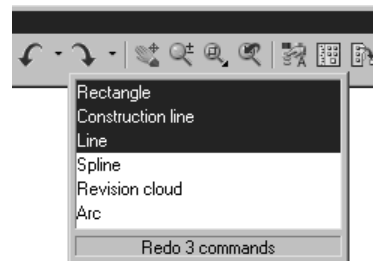 Rectangle
Construction line
Line
Spline
Revision cloud
Arc
Redo 3 commands